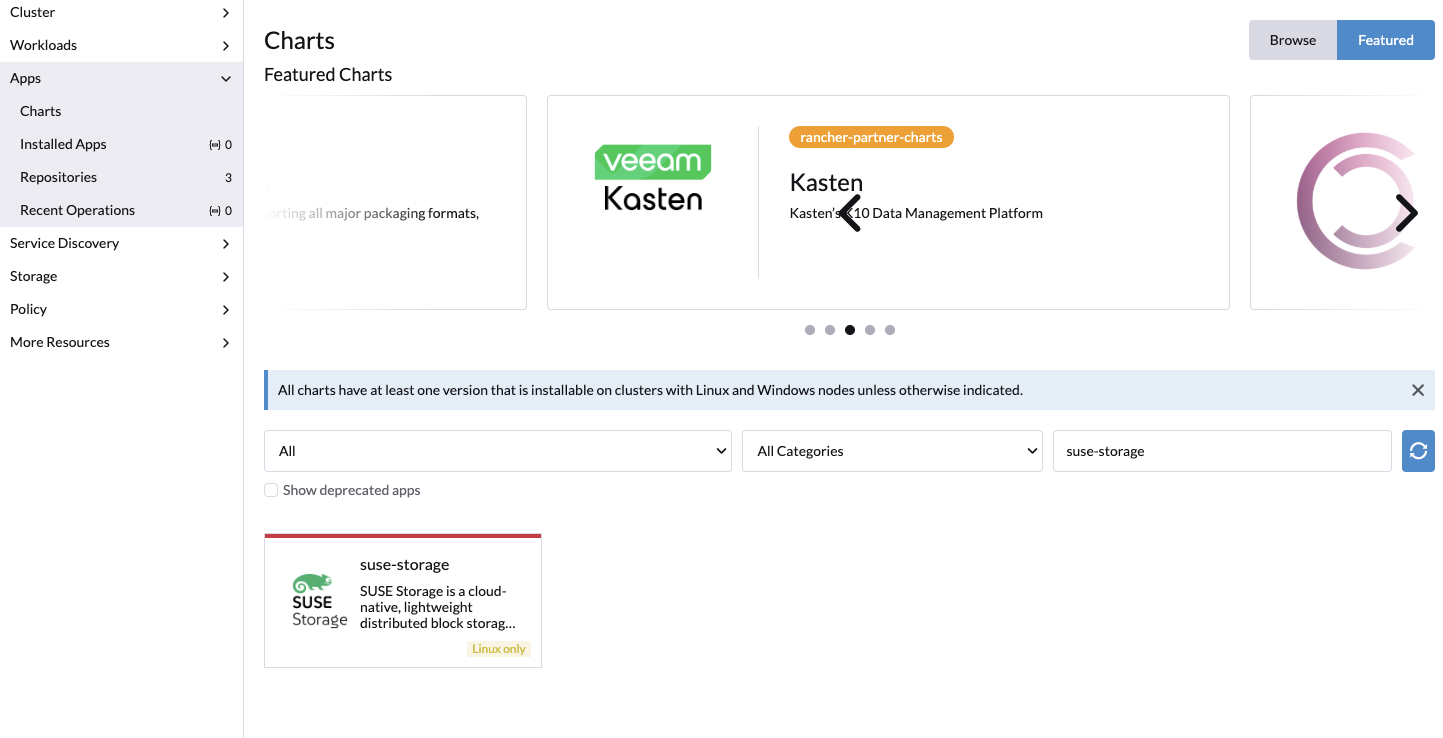 Cluster
Workloads
Apps
Charts
Installed Apps 0
Repositories 3
Recent Operations 0
Service Discovery
Storage
Policy
More Resources
Charts
Browse
Featured
Featured Charts
orting all major packaging formats,
veeam
Kasten
rancher-partner-charts
Kasten
Kasten's K10 Data Management Platform
All charts have at least one version that is installable on clusters with Linux and Windows nodes unless otherwise indicated.
All
All Categories
suse-storage
Show deprecated apps
SUSE
Storage
suse-storage
SUSE Storage is a cloud-
native, lightweight
distributed block storag...
Linux only